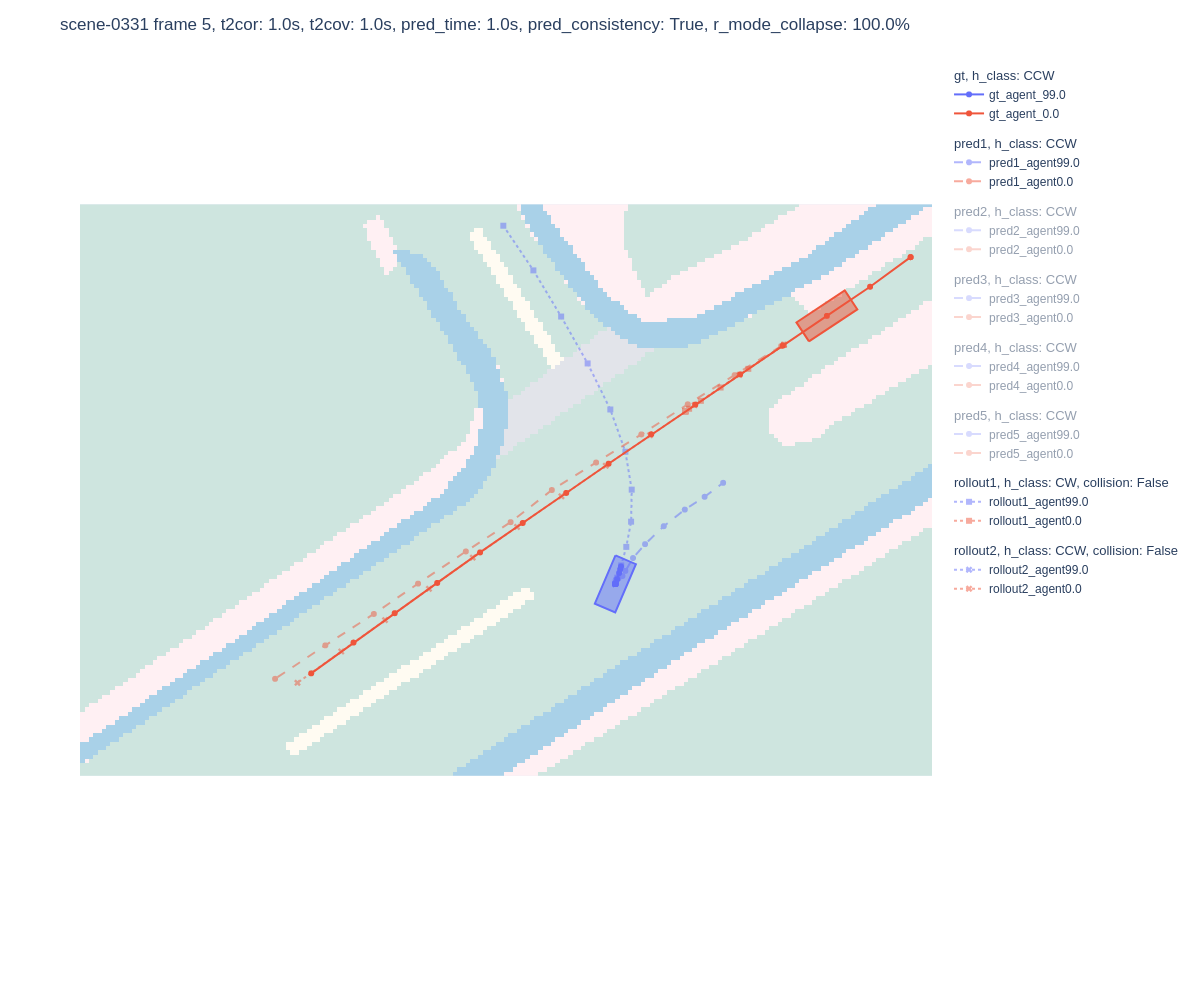 scene-0331 frame 5, t2cor: 1.0s, t2cov: 1.0s, pred_time: 1.0s, pred_consistency: True, r_mode_collapse: 100.0%
gt, h_class: CCW
gt_agent_99.0
gt_agent_0.0
pred1, h_class: CCW
pred1_agent99.0
pred1_agent0.0
pred2, h_class: CCW
pred2_agent99.0
pred2_agent0.0
pred3, h_class: CCW
pred3_agent99.0
pred3_agent0.0
pred4, h_class: CCW
pred4_agent99.0
pred4_agent0.0
pred5, h_class: CCW
pred5_agent99.0
pred5_agent0.0
rollout1, h_class: CW, collision: False
rollout1_agent99.0
rollout1_agent0.0
rollout2, h_class: CCW, collision: False
rollout2_agent99.0
rollout2_agent0.0